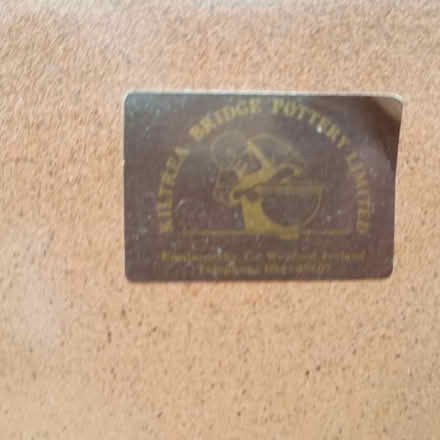 KILTREA BRIDGE POTTERY LIMITED
Enniscorthy, Co. Wexford, Ireland
Telephone